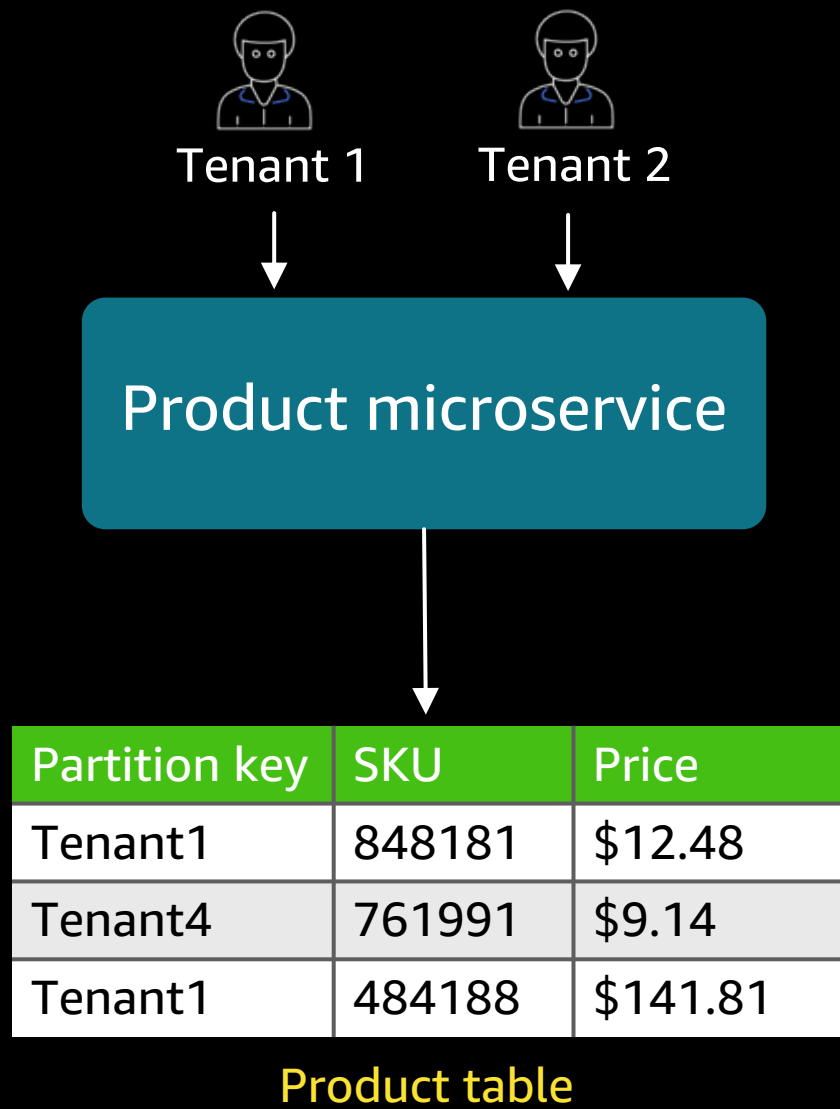 Tenant 1 Tenant 2
Product microservice
Partition key SKU Price
Tenant1 848181 $12.48
Tenant4 761991 $9.14
Tenant1 484188 $141.81
Product table